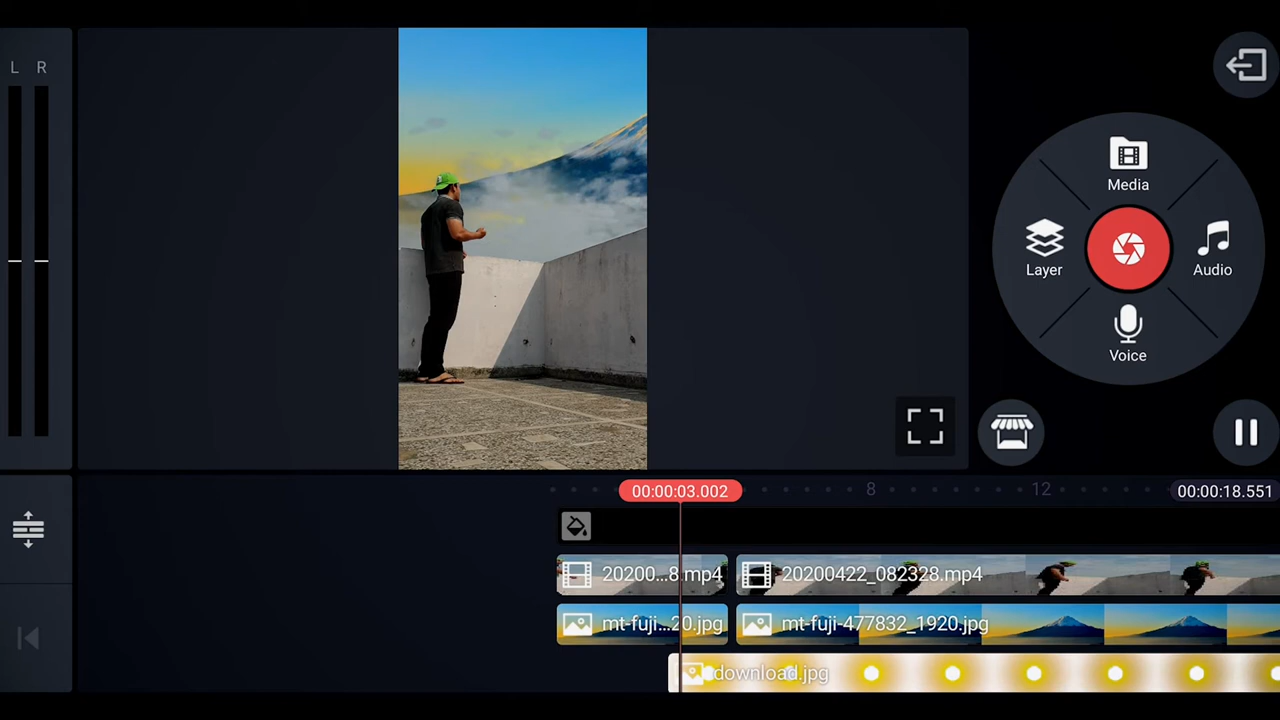 L R
Media
Layer
Audio
Voice
00:00:03.002
8
12
00:00:18.551
20200...8.mp4
20200422_082328.mp4
mt-fuji...20.jpg
mt-fuji-477832_1920.jpg
download.jpg